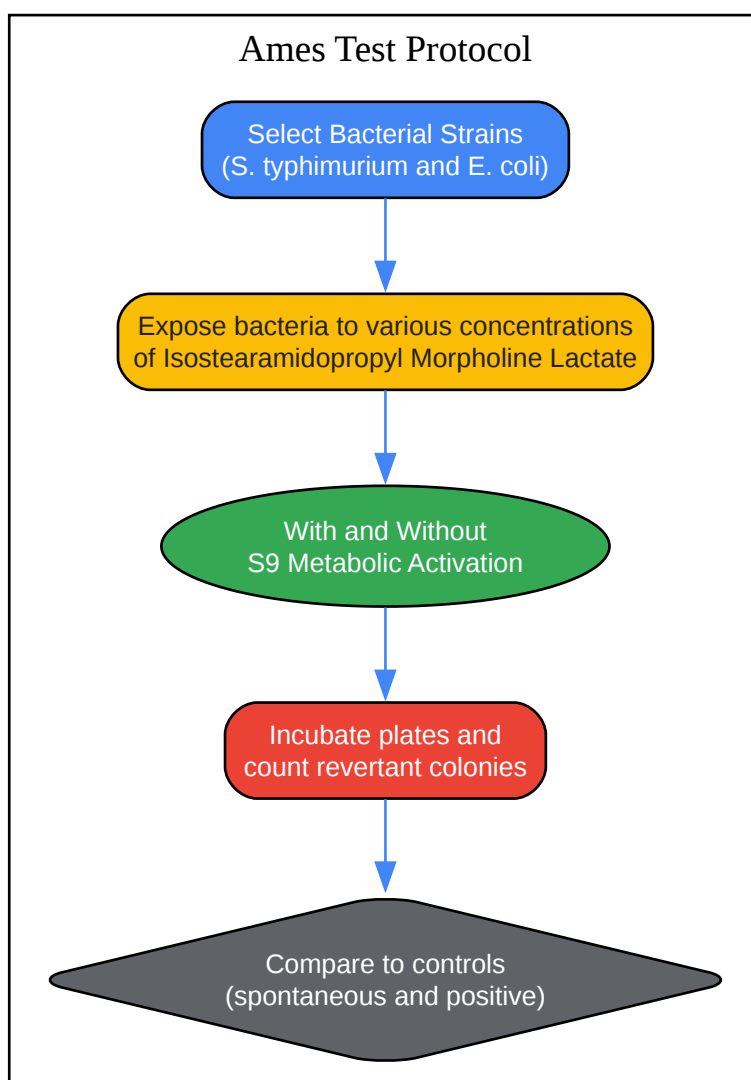 Ames Test Protocol
Select Bacterial Strains
(S. typhimurium and E. coli)
Expose bacteria to various concentrations
of Isostearamidopropyl Morpholine Lactate
With and Without
S9 Metabolic Activation
Incubate plates and
count revertant colonies
Compare to controls
(spontaneous and positive)